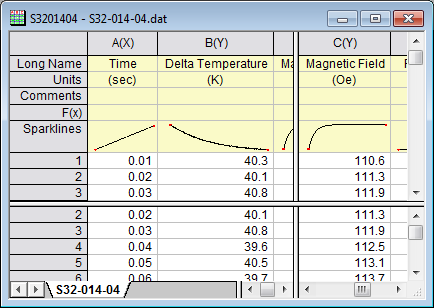 S3201404 - S32-014-04.dat
A(X) B(Y) C(Y)
Long Name Time Delta Temperature Ma Magnetic Field
Units (sec) (K) (Oe)
Comments
F(x)
Sparklines
1 0.01 40.3 110.6
2 0.02 40.1 111.3
3 0.03 40.8 111.9
2 0.02 40.1 111.3
3 0.03 40.8 111.9
4 0.04 39.6 112.5
5 0.05 40.5 113.1
6 0.06 39.7 113.7
S32-014-04